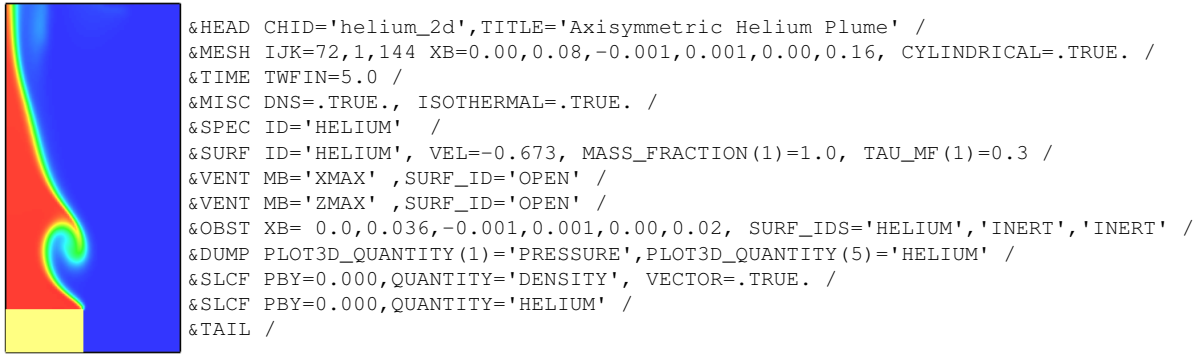 &HEAD CHID='helium_2d',TITLE='Axisymmetric Helium Plume' /
&MESH IJK=72,1,144 XB=0.00,0.08,-0.001,0.001,0.00,0.16, CYLINDRICAL=.TRUE. /
&TIME TWFIN=5.0 /
&MISC DNS=.TRUE., ISOTHERMAL=.TRUE. /
&SPEC ID='HELIUM'  /
&SURF ID='HELIUM', VEL=-0.673, MASS_FRACTION(1)=1.0, TAU_MF(1)=0.3 /
&VENT MB='XMAX' ,SURF_ID='OPEN' /
&VENT MB='ZMAX' ,SURF_ID='OPEN' /
&OBST XB= 0.0,0.036,-0.001,0.001,0.00,0.02, SURF_IDS='HELIUM','INERT','INERT' /
&DUMP PLOT3D_QUANTITY(1)='PRESSURE',PLOT3D_QUANTITY(5)='HELIUM' /
&SLCF PBY=0.000,QUANTITY='DENSITY', VECTOR=.TRUE. /
&SLCF PBY=0.000,QUANTITY='HELIUM' /
&TAIL /